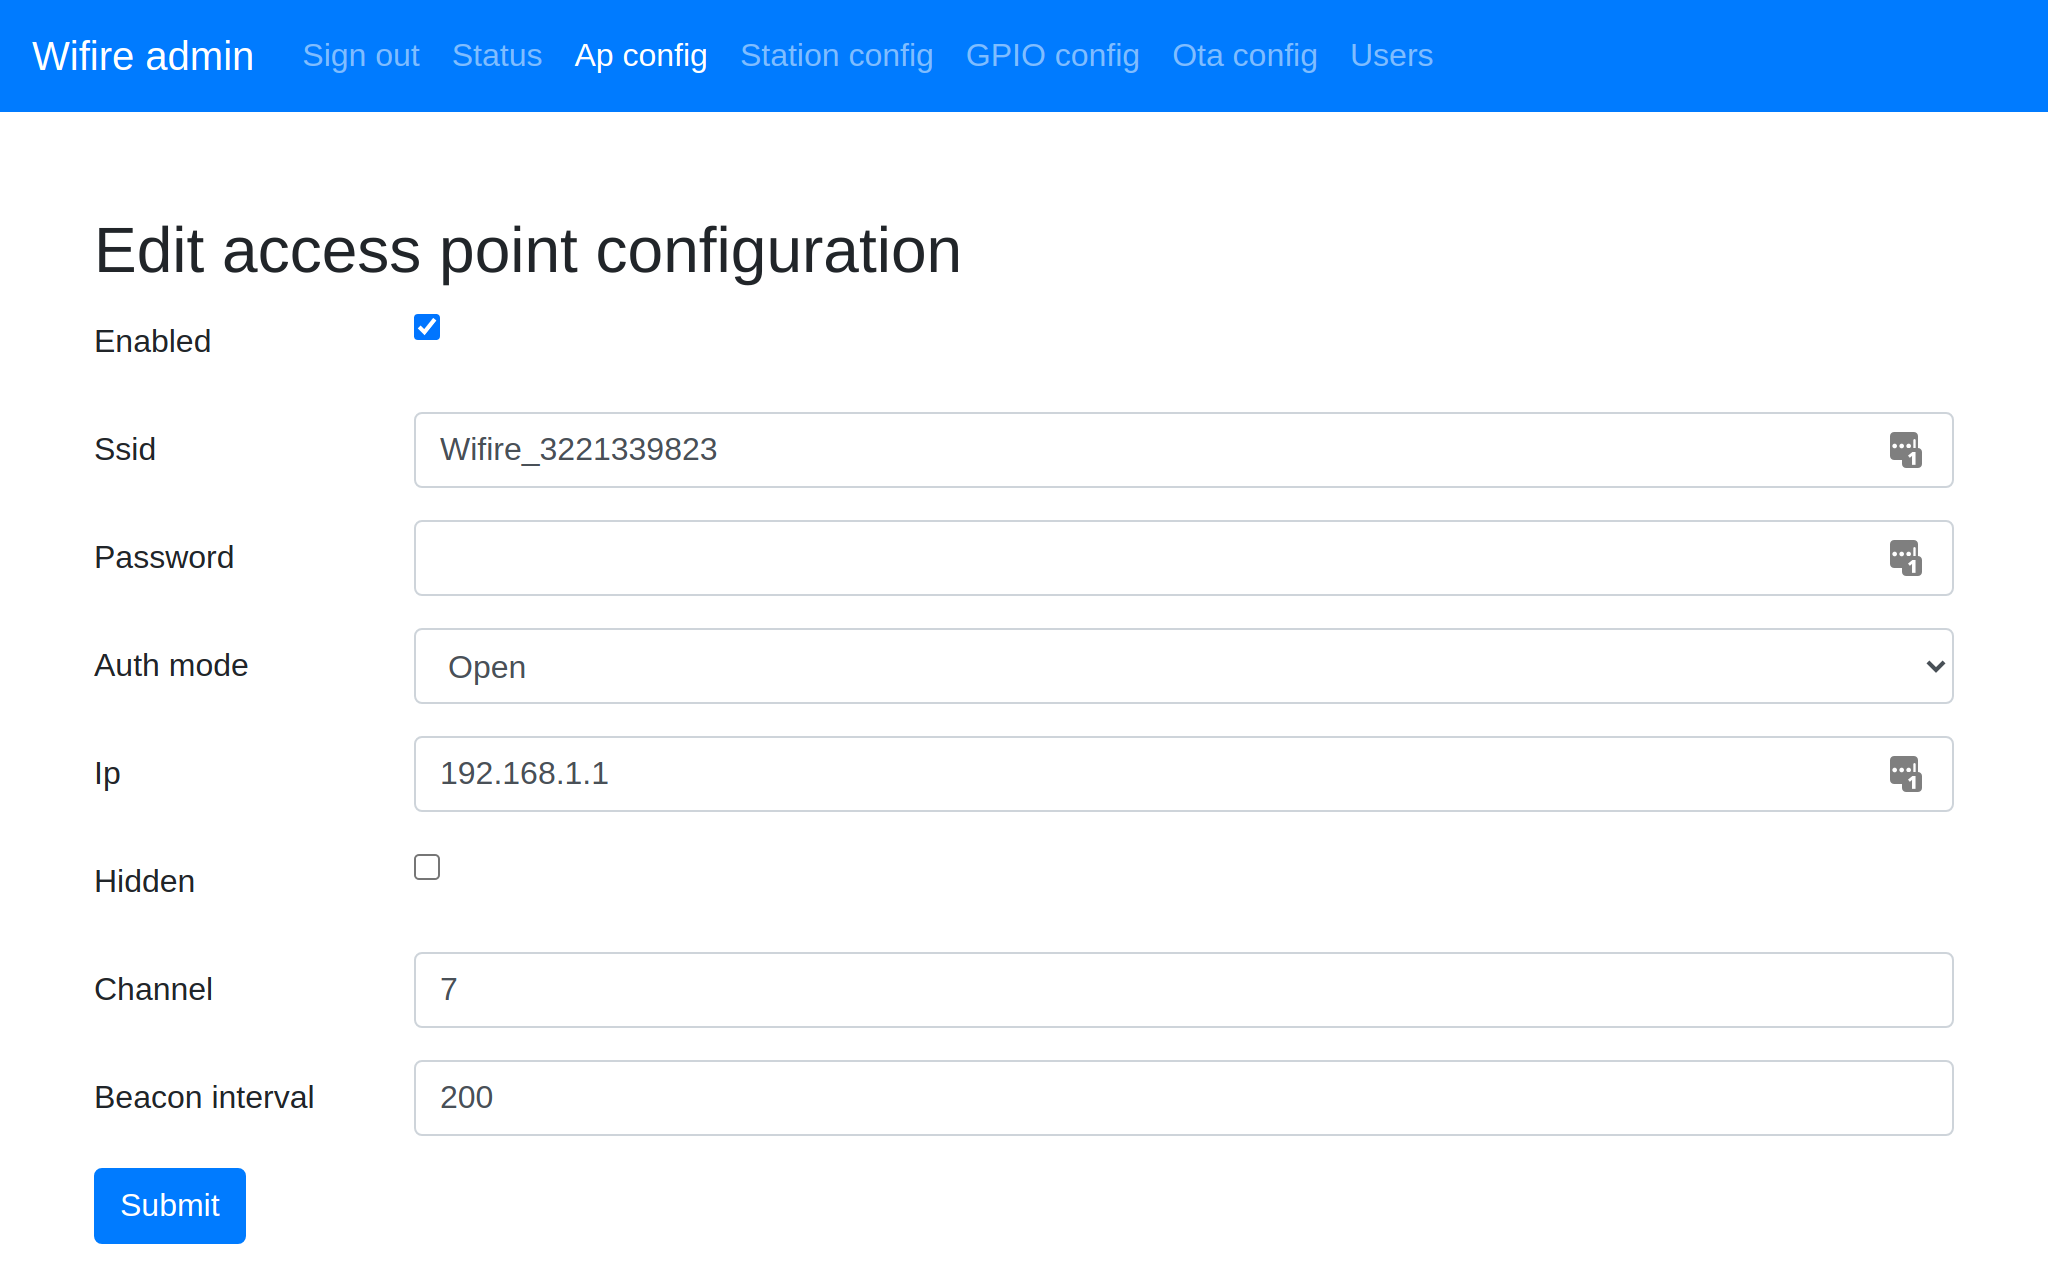 Wifire admin Sign out Status Ap config Station config GPIO config Ota config Users
Edit access point configuration
Enabled
Ssid Wifire_3221339823
Password
Auth mode Open
Ip 192.168.1.1
Hidden
Channel 7
Beacon interval 200
Submit